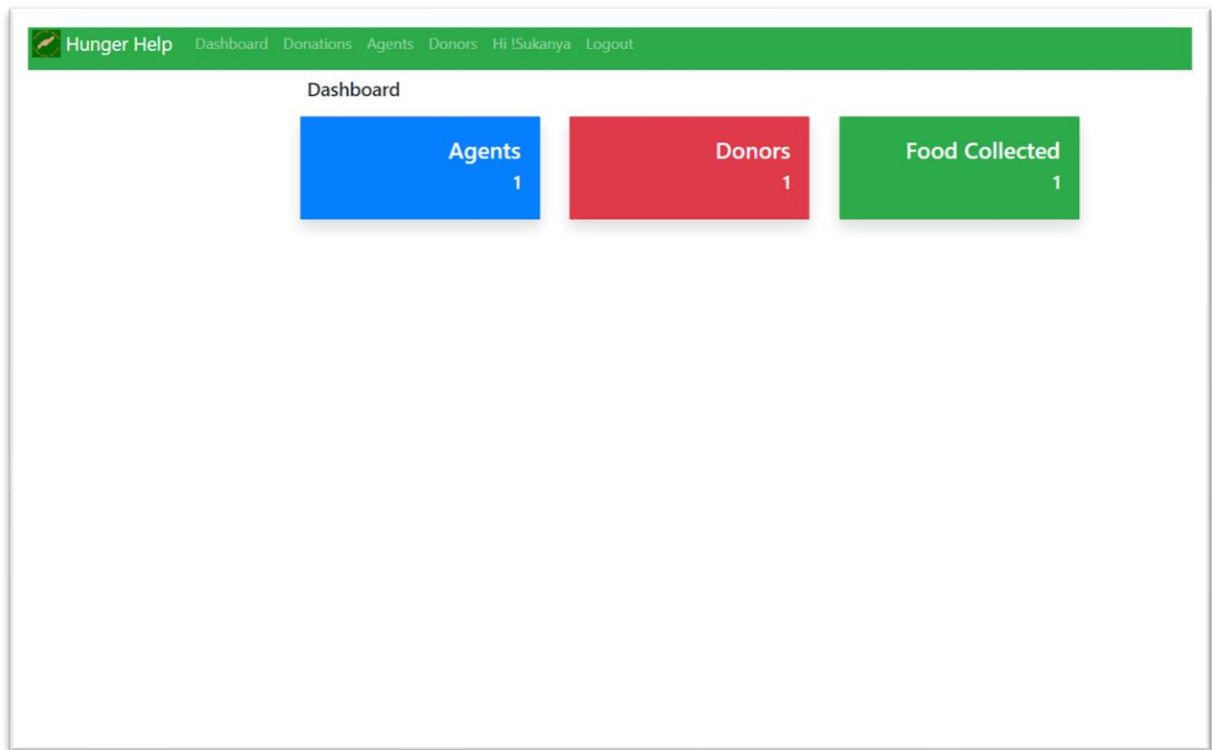 Hunger Help Dashboard Donations Agents Donors Hi !Sukanya Logout
Dashboard
Agents
1
Donors
1
Food Collected
1